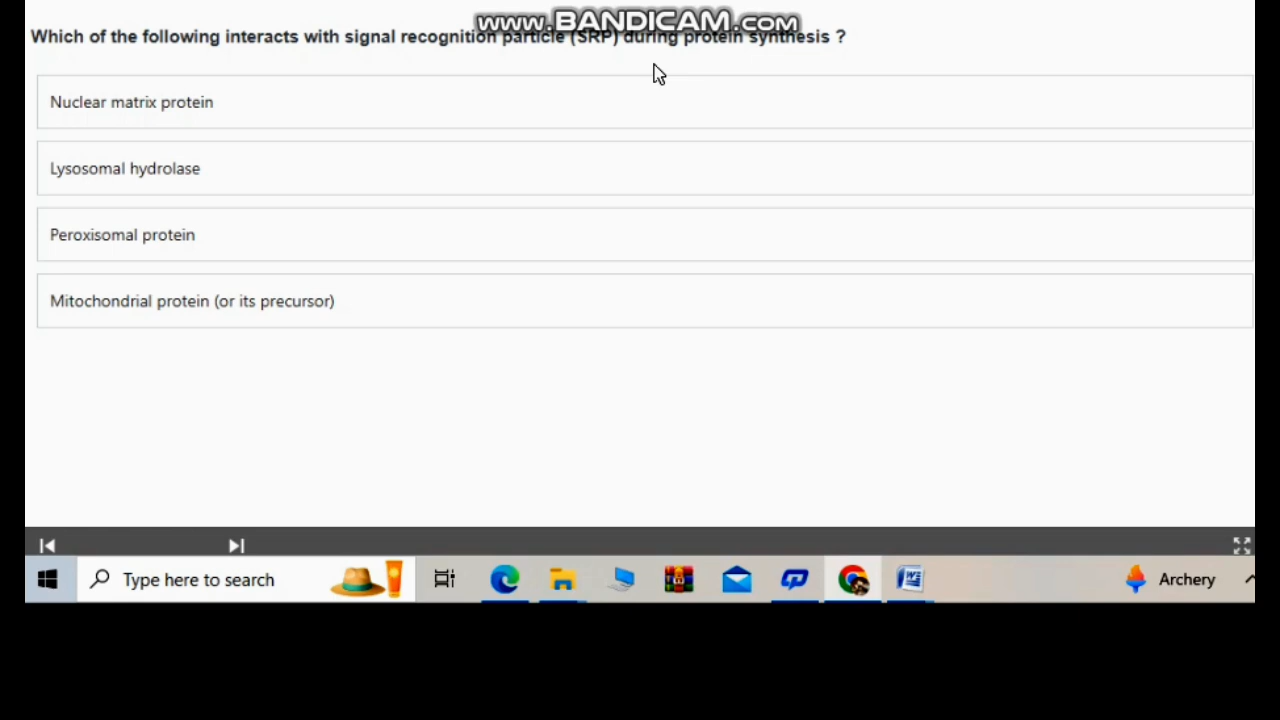 www.BANDICAM.com
Which of the following interacts with signal recognition particle (SRP) during protein synthesis ?
Nuclear matrix protein
Lysosomal hydrolase
Peroxisomal protein
Mitochondrial protein (or its precursor)
Type here to search
Archery